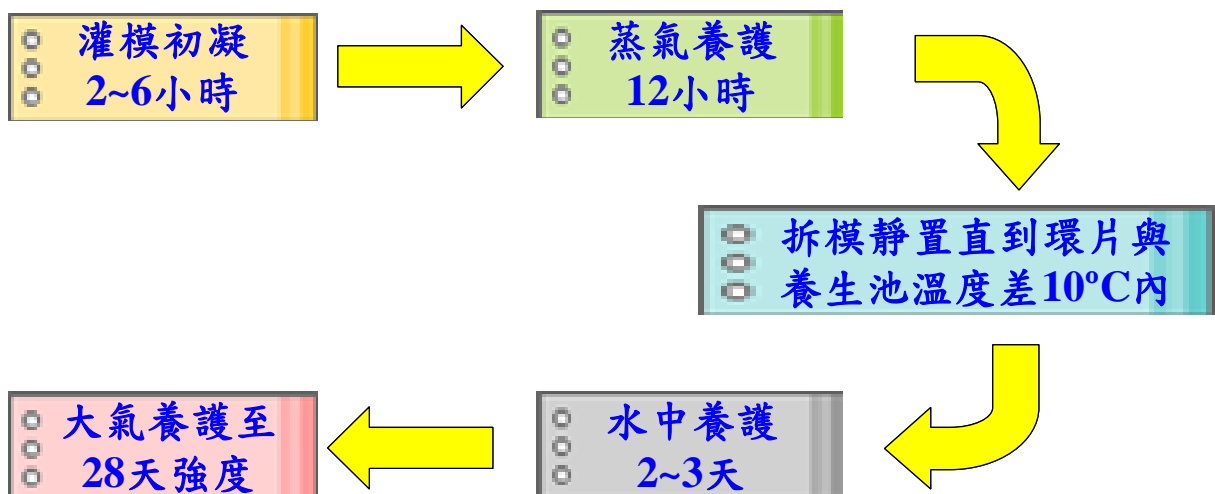 灌模初凝
2~6小時
蒸氣養護
12小時
拆模靜置直到環片與
養生池溫度差10ºC內
水中養護
2~3天
大氣養護至
28天強度